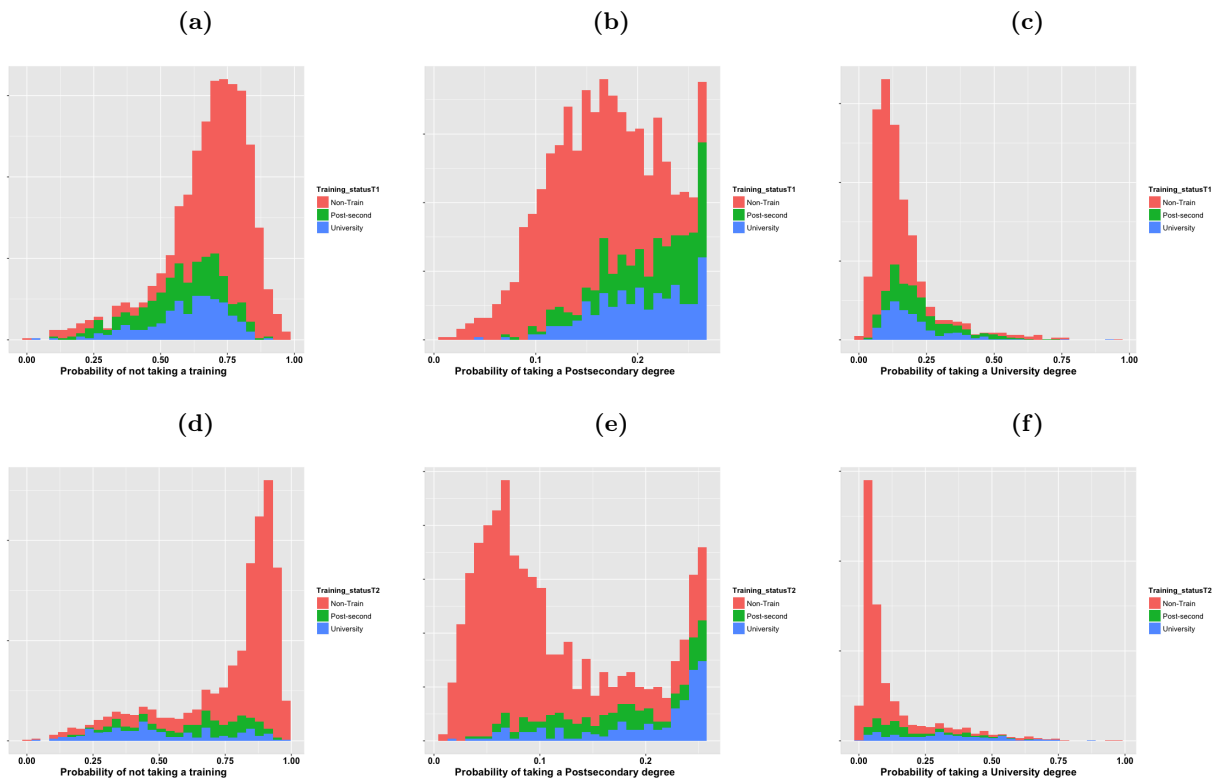 (a)
Training_statusT1
Non-Train
Post-second
University
0.00 0.25 0.50 0.75 1.00
Probability of not taking a training
(b)
Training_statusT1
Non-Train
Post-second
University
0.0 0.1 0.2
Probability of taking a Postsecondary degree
(c)
Training_statusT1
Non-Train
Post-second
University
0.00 0.25 0.50 0.75 1.00
Probability of taking a University degree
(d)
Training_statusT2
Non-Train
Post-second
University
0.00 0.25 0.50 0.75 1.00
Probability of not taking a training
(e)
Training_statusT2
Non-Train
Post-second
University
0.0 0.1 0.2
Probability of taking a Postsecondary degree
(f)
Training_statusT2
Non-Train
Post-second
University
0.00 0.25 0.50 0.75 1.00
Probability of taking a University degree